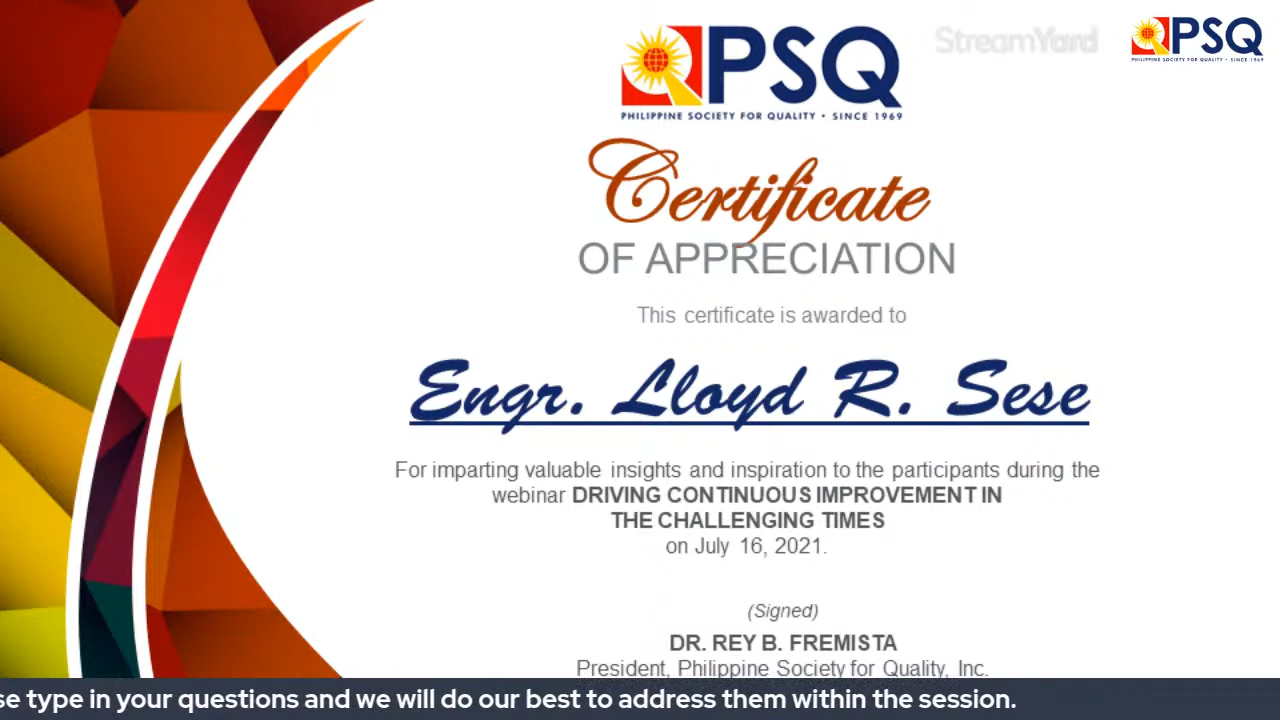 PSQ
PHILIPPINE SOCIETY FOR QUALITY • SINCE 1969
StreamYard
PSQ
PHILIPPINE SOCIETY FOR QUALITY • SINCE 1969
Certificate
OF APPRECIATION
This certificate is awarded to
Engr. Lloyd R. Sese
For imparting valuable insights and inspiration to the participants during the
webinar DRIVING CONTINUOUS IMPROVEMENT IN
THE CHALLENGING TIMES
on July 16, 2021.
(Signed)
DR. REY B. FREMISTA
President, Philippine Society for Quality, Inc.
se type in your questions and we will do our best to address them within the session.